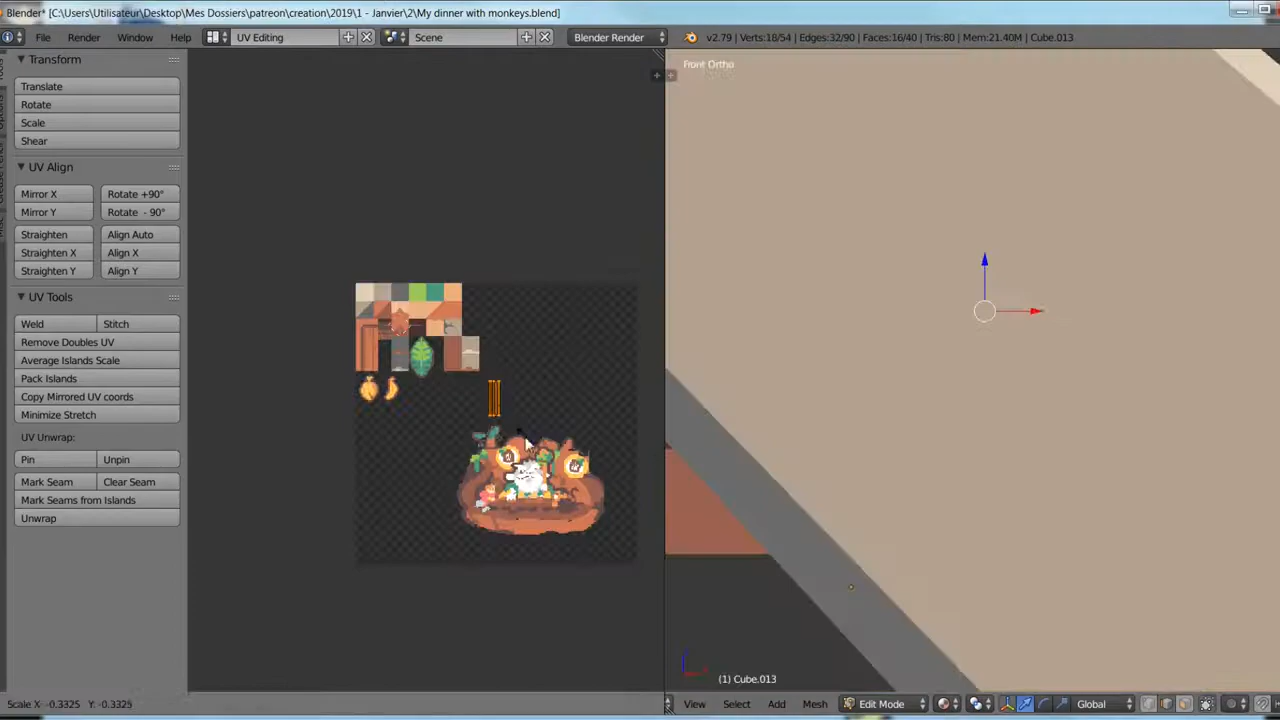 Blender* [C:\Users\Utilisateur\Desktop\Mes Dossiers\patreon\creation\2019\1 - Janvier\2\My dinner with monkeys.blend]
File Render Window Help UV Editing Scene Blender Render v2.79 | Verts:18/54 | Edges:32/90 | Faces:16/40 | Tris:80 | Mem:21.40M | Cube.013
Transform
Translate
Rotate
Scale
Shear
UV Align
Mirror X Rotate +90°
Mirror Y Rotate - 90°
Straighten Align Auto
Straighten X Align X
Straighten Y Align Y
UV Tools
Weld Stitch
Remove Doubles UV
Average Islands Scale
Pack Islands
Copy Mirrored UV coords
Minimize Stretch
UV Unwrap:
Pin Unpin
Mark Seam Clear Seam
Mark Seams from Islands
Unwrap
Front Ortho
(1) Cube.013
Scale X: -0.3325 Y: -0.3325
View Select Add Mesh Edit Mode Global